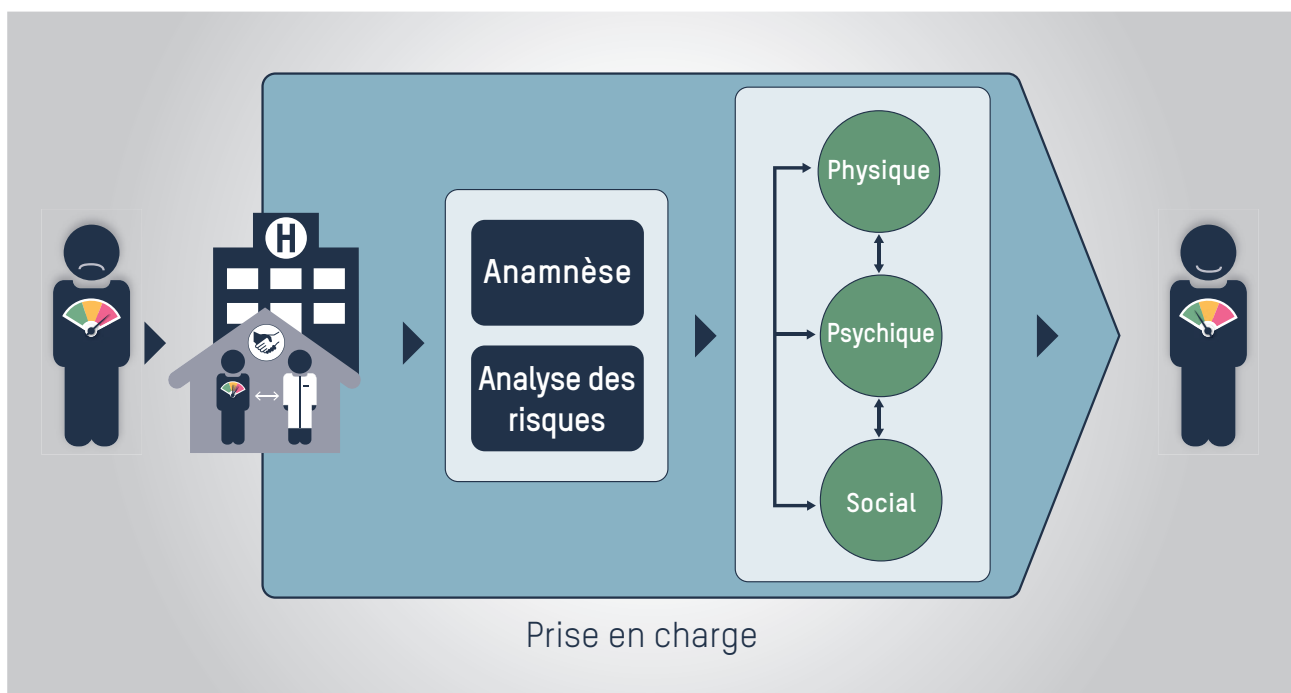 H
Anamnèse
Analyse des
risques
Physique
Psychique
Social
Prise en charge